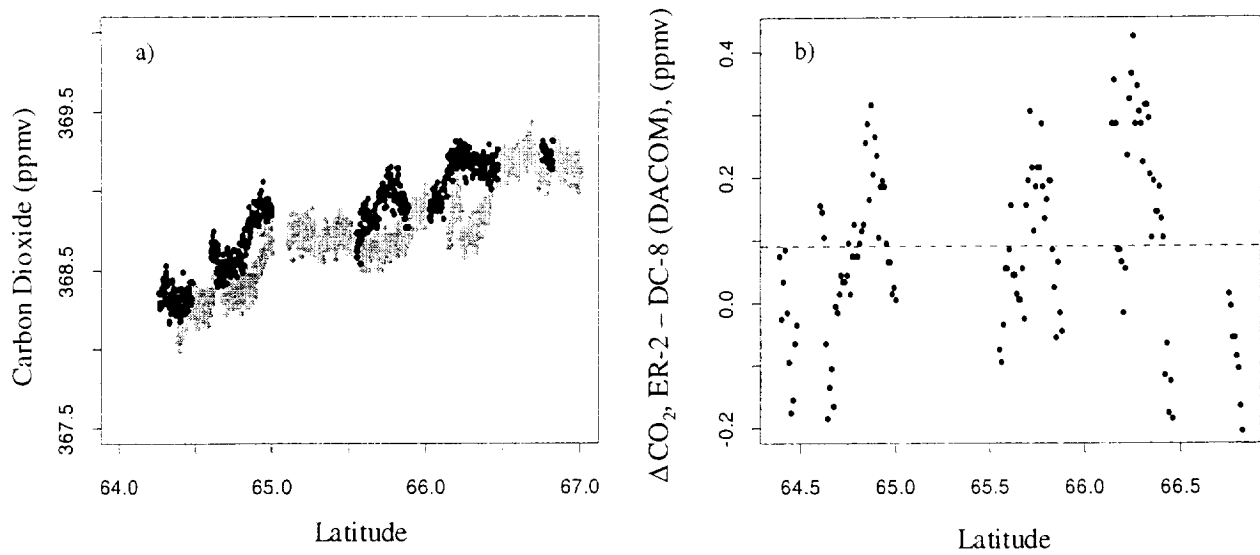 a)
Carbon Dioxide (ppmv)
369.5
368.5
367.5
64.0 65.0 66.0 67.0
Latitude
b)
ΔCO₂, ER-2 – DC-8 (DACOM), (ppmv)
0.4
0.2
0.0
-0.2
64.5 65.0 65.5 66.0 66.5
Latitude